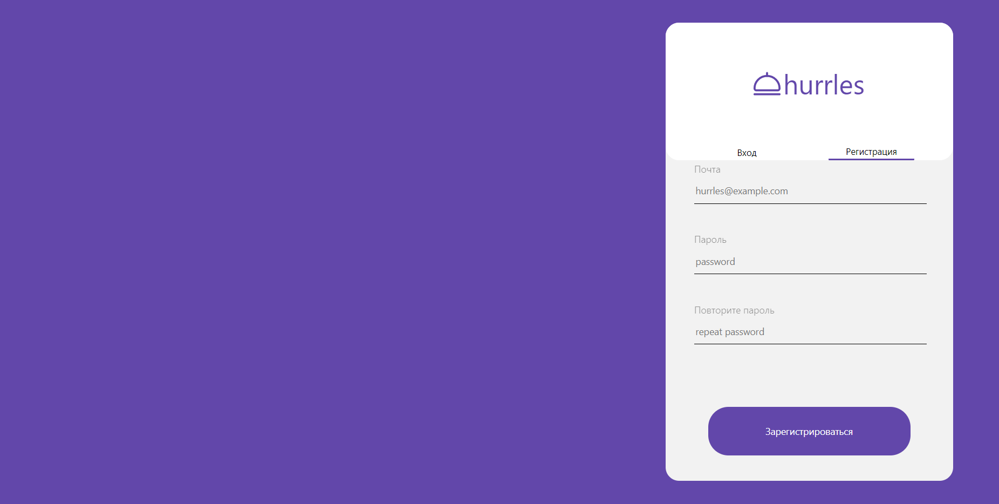 hurrles
Вход Регистрация
Почта
hurrles@example.com
Пароль
password
Повторите пароль
repeat password
Зарегистрироваться